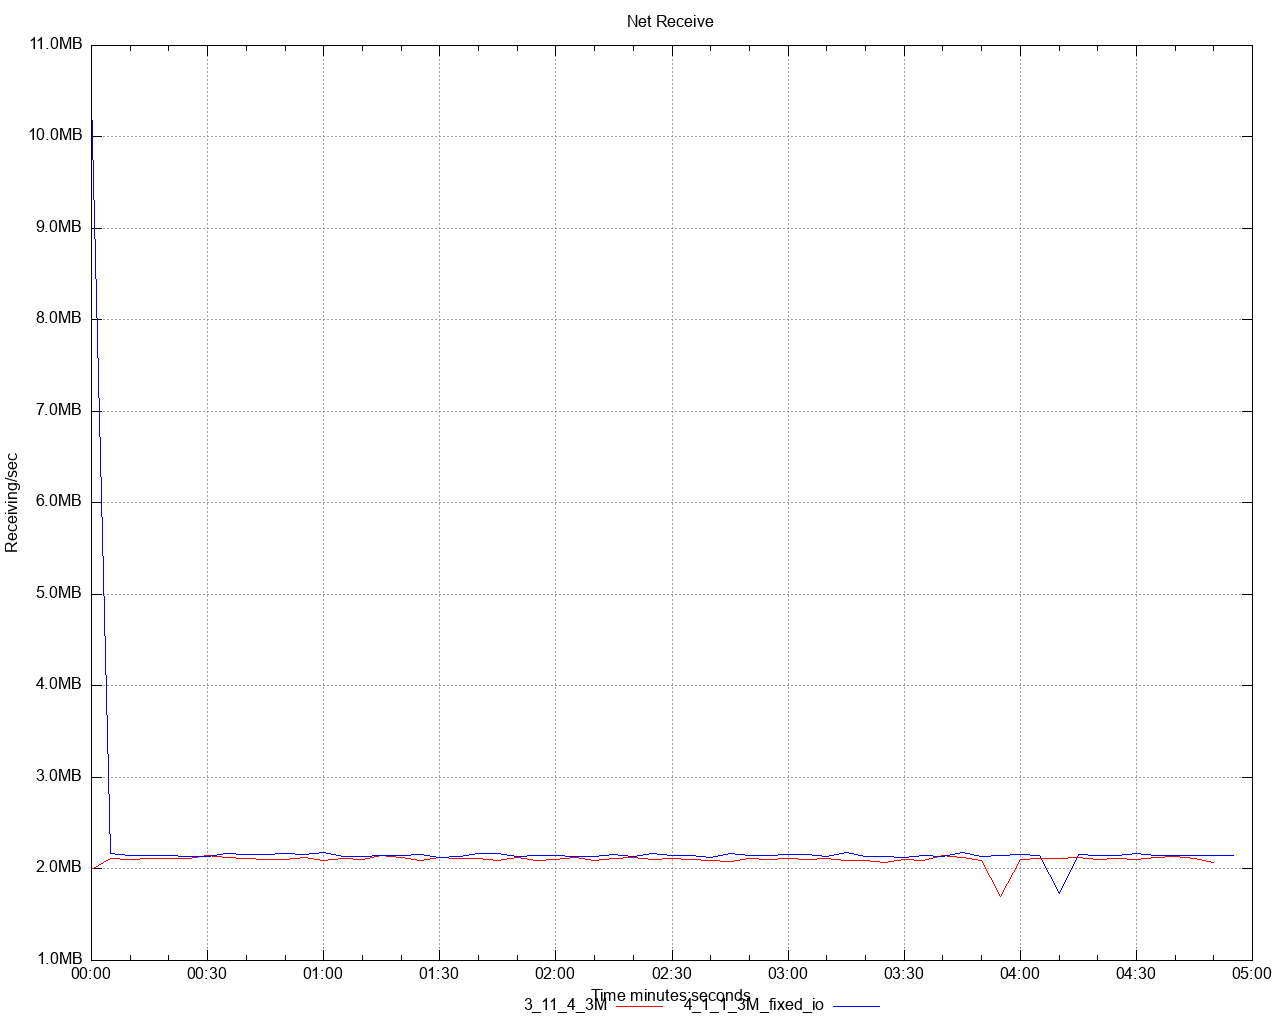 Net Receive
11.0MB
10.0MB
9.0MB
8.0MB
7.0MB
6.0MB
5.0MB
4.0MB
3.0MB
2.0MB
1.0MB
Receiving/sec
00:00 00:30 01:00 01:30 02:00 02:30 03:00 03:30 04:00 04:30 05:00
Time minutes:seconds
3_11_4_3M 4_1_1_3M_fixed_io